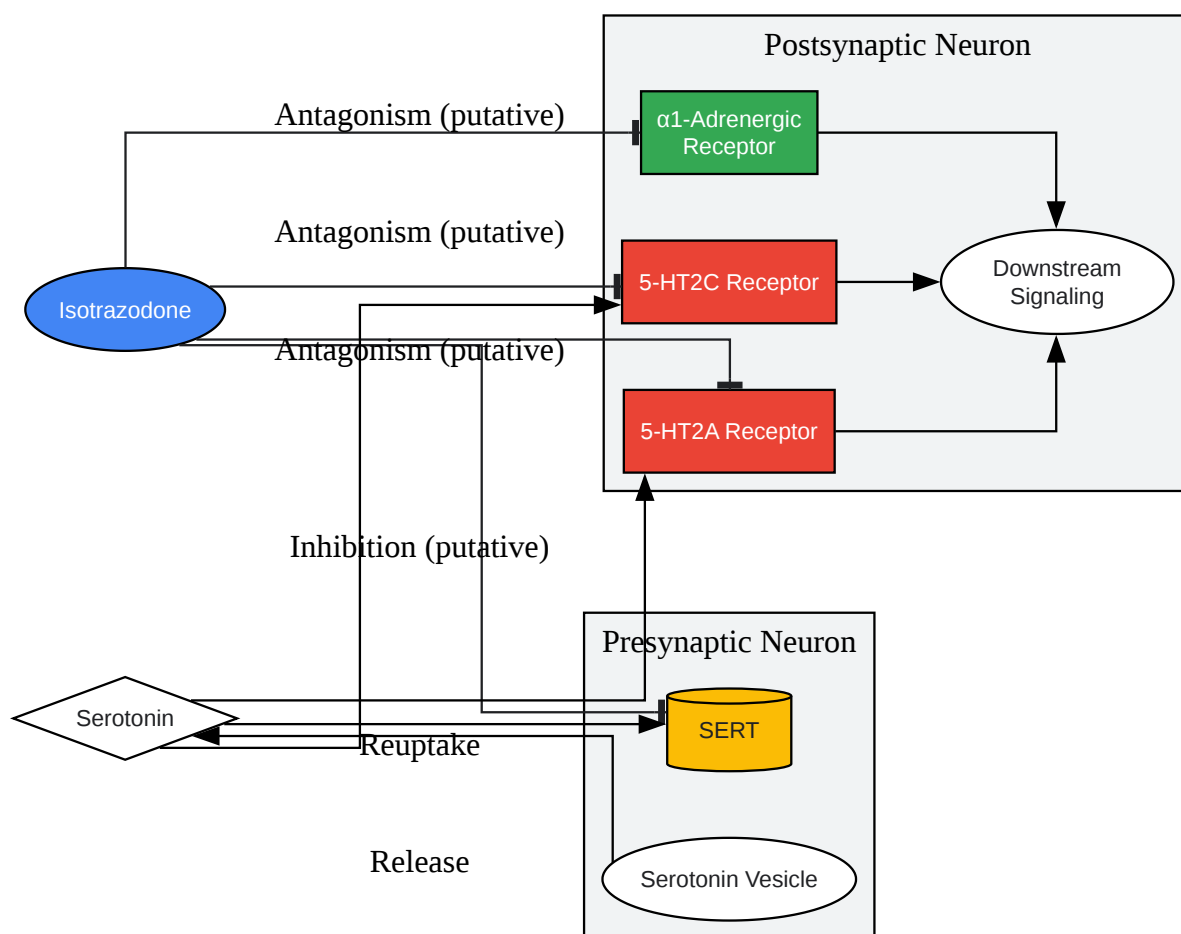 Postsynaptic Neuron
Antagonism (putative)
α1-Adrenergic
Receptor
Antagonism (putative)
Isotrazodone
5-HT2C Receptor
Downstream
Signaling
Antagonism (putative)
5-HT2A Receptor
Inhibition (putative)
Presynaptic Neuron
Serotonin
SERT
Reuptake
Release
Serotonin Vesicle